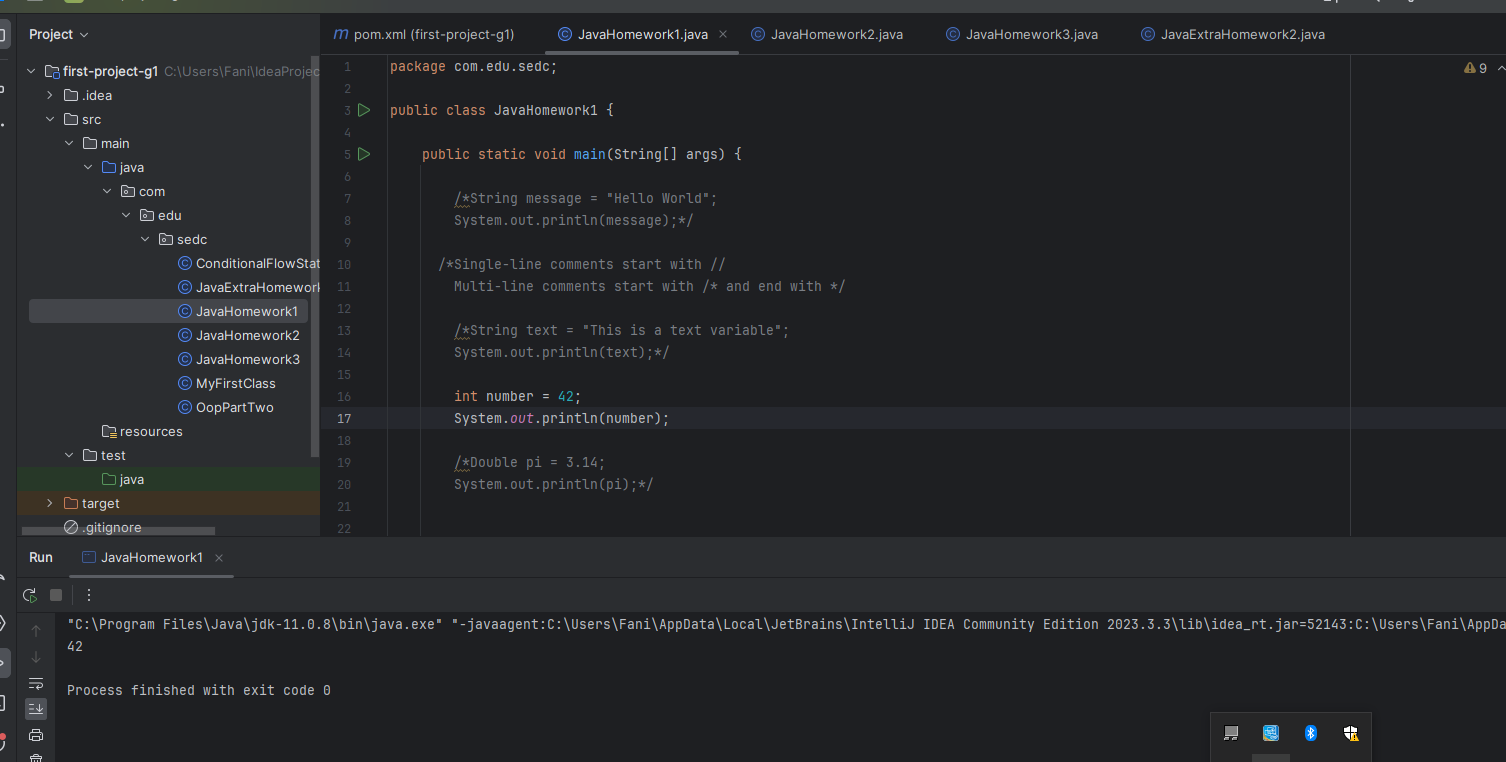 Project
pom.xml (first-project-g1)
JavaHomework1.java
JavaHomework2.java
JavaHomework3.java
JavaExtraHomework2.java
first-project-g1 C:\Users\Fani\IdeaProjec
.idea
src
main
java
com
edu
sedc
ConditionalFlowStat
JavaExtraHomework
JavaHomework1
JavaHomework2
JavaHomework3
MyFirstClass
OopPartTwo
resources
test
java
target
.gitignore
9
1 package com.edu.sedc;
2
3 public class JavaHomework1 {
4
5 public static void main(String[] args) {
6
7 /*String message = "Hello World";
8 System.out.println(message);*/
9
10 /*Single-line comments start with //
11 Multi-line comments start with /* and end with */
12
13 /*String text = "This is a text variable";
14 System.out.println(text);*/
15
16 int number = 42;
17 System.out.println(number);
18
19 /*Double pi = 3.14;
20 System.out.println(pi);*/
21
22
Run
JavaHomework1
"C:\Program Files\Java\jdk-11.0.8\bin\java.exe" "-javaagent:C:\Users\Fani\AppData\Local\JetBrains\IntelliJ IDEA Community Edition 2023.3.3\lib\idea_rt.jar=52143:C:\Users\Fani\AppDa
42
Process finished with exit code 0